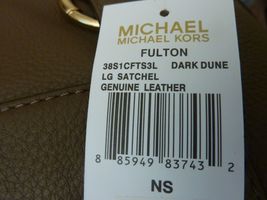 MICHAEL
MICHAEL KORS
FULTON
38S1CFTS3L DARK DUNE
LG SATCHEL
GENUINE LEATHER
8 85949 83743 2
NS